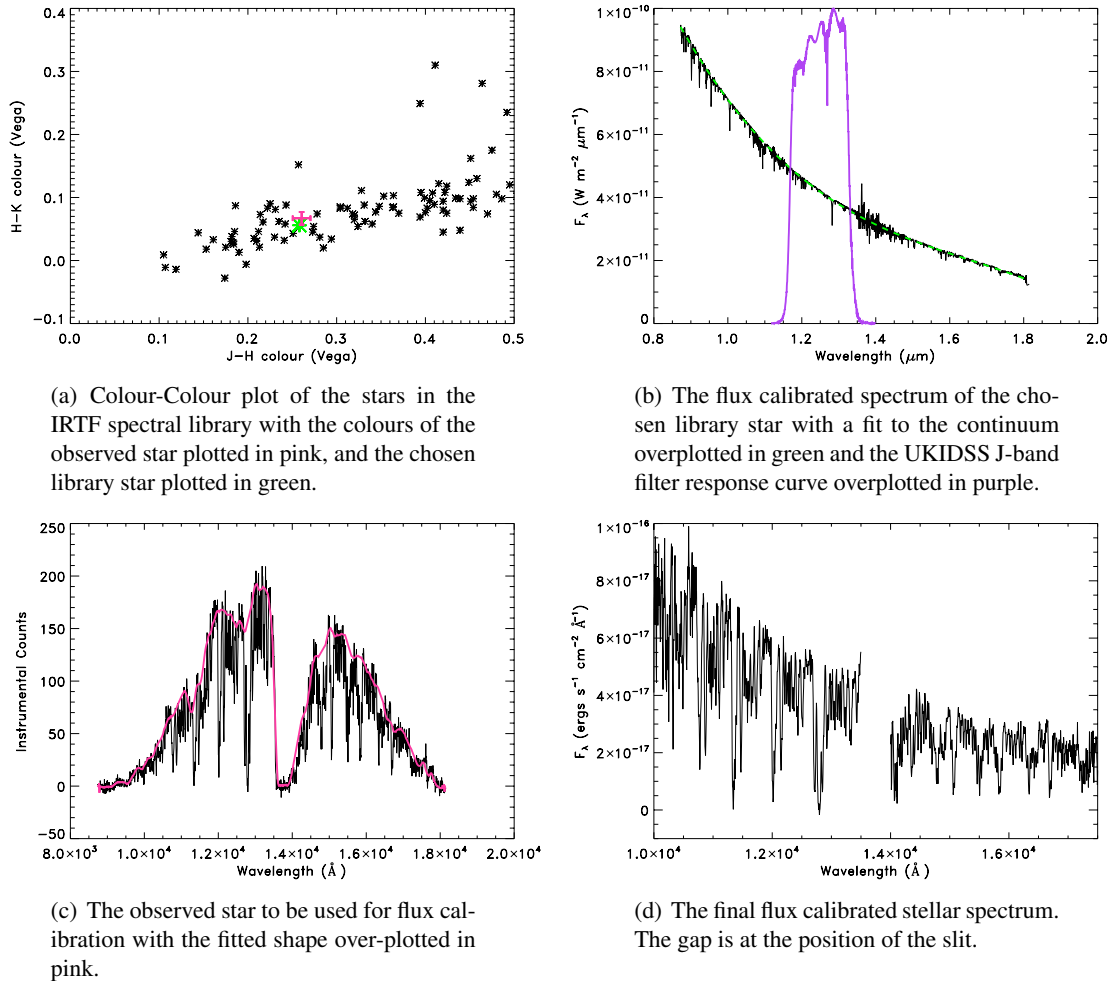 0.4
0.3
0.2
0.1
0.0
−0.1
H−K colour (Vega)
0.0 0.1 0.2 0.3 0.4 0.5
J−H colour (Vega)
(a) Colour-Colour plot of the stars in the
IRTF spectral library with the colours of the
observed star plotted in pink, and the chosen
library star plotted in green.
1×10⁻¹⁰
8×10⁻¹¹
6×10⁻¹¹
4×10⁻¹¹
2×10⁻¹¹
0
F_λ (W m⁻² μm⁻¹)
0.8 1.0 1.2 1.4 1.6 1.8 2.0
Wavelength (μm)
(b) The flux calibrated spectrum of the cho-
sen library star with a fit to the continuum
overplotted in green and the UKIDSS J-band
filter response curve overplotted in purple.
250
200
150
100
50
0
−50
Instrumental Counts
8.0×10³ 1.0×10⁴ 1.2×10⁴ 1.4×10⁴ 1.6×10⁴ 1.8×10⁴ 2.0×10⁴
Wavelength (Å)
(c) The observed star to be used for flux cal-
ibration with the fitted shape over-plotted in
pink.
1×10⁻¹⁶
8×10⁻¹⁷
6×10⁻¹⁷
4×10⁻¹⁷
2×10⁻¹⁷
0
F_λ (ergs s⁻¹ cm⁻² Å⁻¹)
1.0×10⁴ 1.2×10⁴ 1.4×10⁴ 1.6×10⁴
Wavelength (Å)
(d) The final flux calibrated stellar spectrum.
The gap is at the position of the slit.